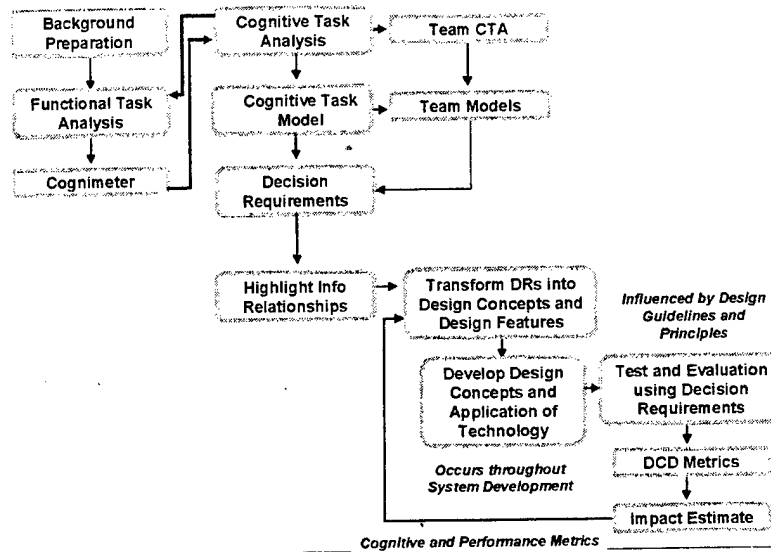 Background
Preparation
Cognitive Task
Analysis
Team CTA
Functional Task
Analysis
Cognitive Task
Model
Team Models
Cognimeter
Decision
Requirements
Highlight Info
Relationships
Transform DRs into
Design Concepts and
Design Features
Influenced by Design
Guidelines and
Principles
Develop Design
Concepts and
Application of
Technology
Test and Evaluation
using Decision
Requirements
Occurs throughout
System Development
DCD Metrics
Impact Estimate
Cognitive and Performance Metrics